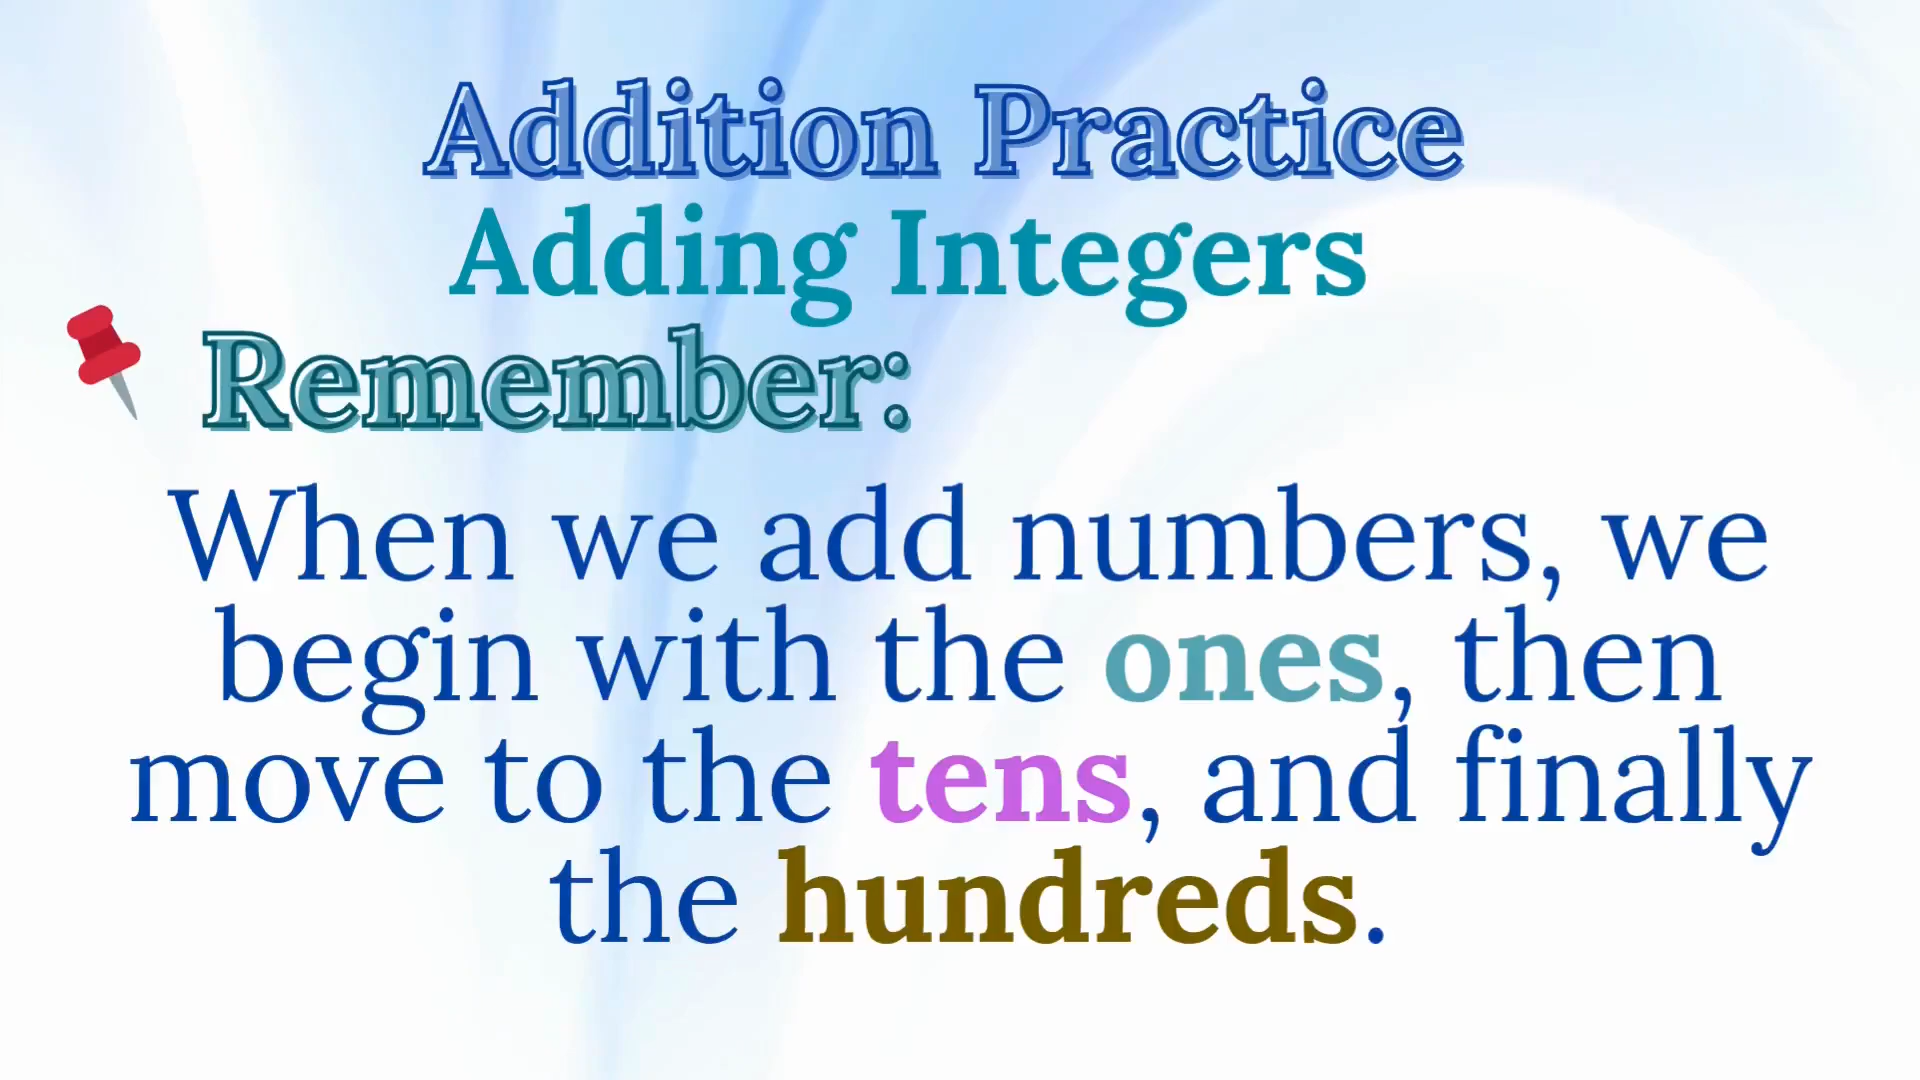 Addition Practice
Adding Integers
Remember:
When we add numbers, we
begin with the ones, then
move to the tens, and finally
the hundreds.